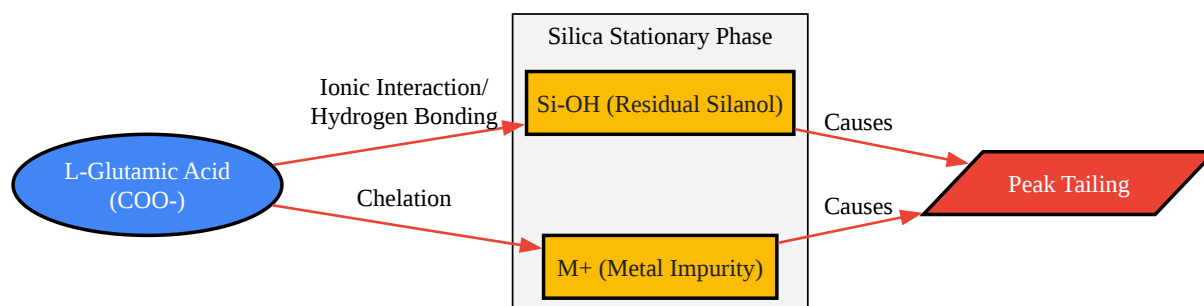 Silica Stationary Phase
Ionic Interaction/
Hydrogen Bonding
Si-OH (Residual Silanol)
Causes
L-Glutamic Acid
(COO-)
Peak Tailing
Chelation
Causes
M+ (Metal Impurity)